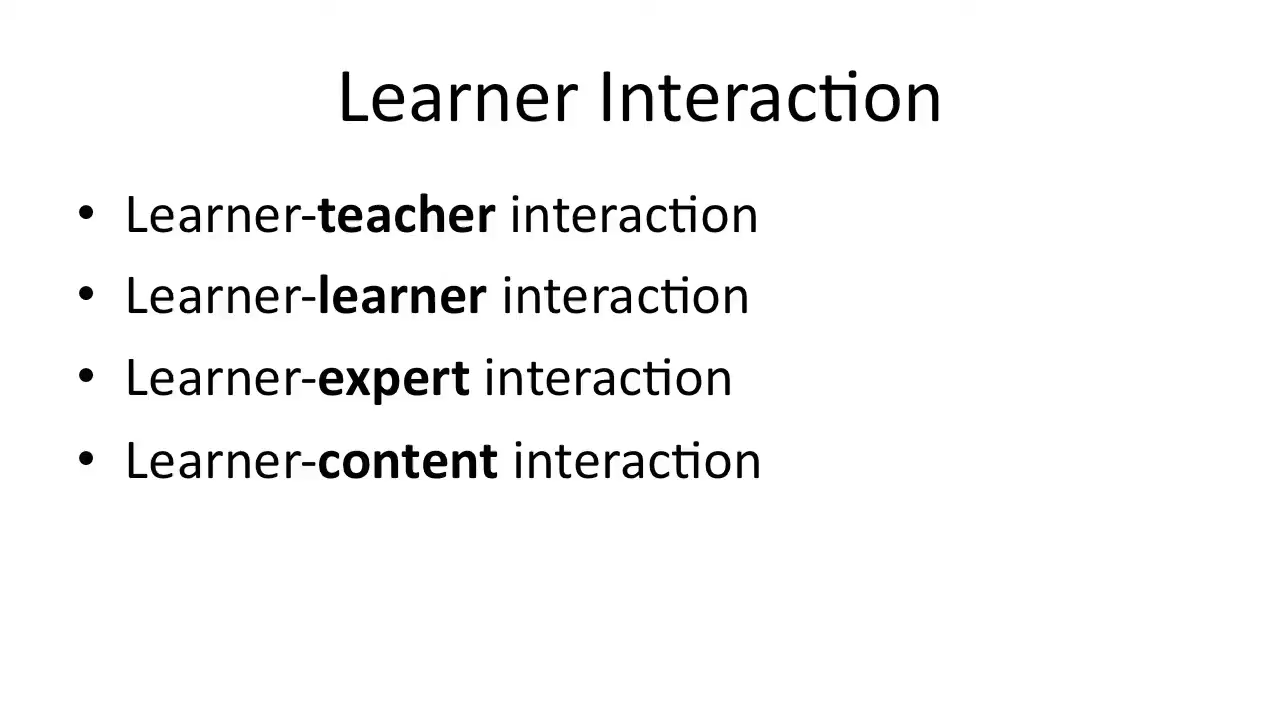 Learner Interaction
• Learner-teacher interaction
• Learner-learner interaction
• Learner-expert interaction
• Learner-content interaction